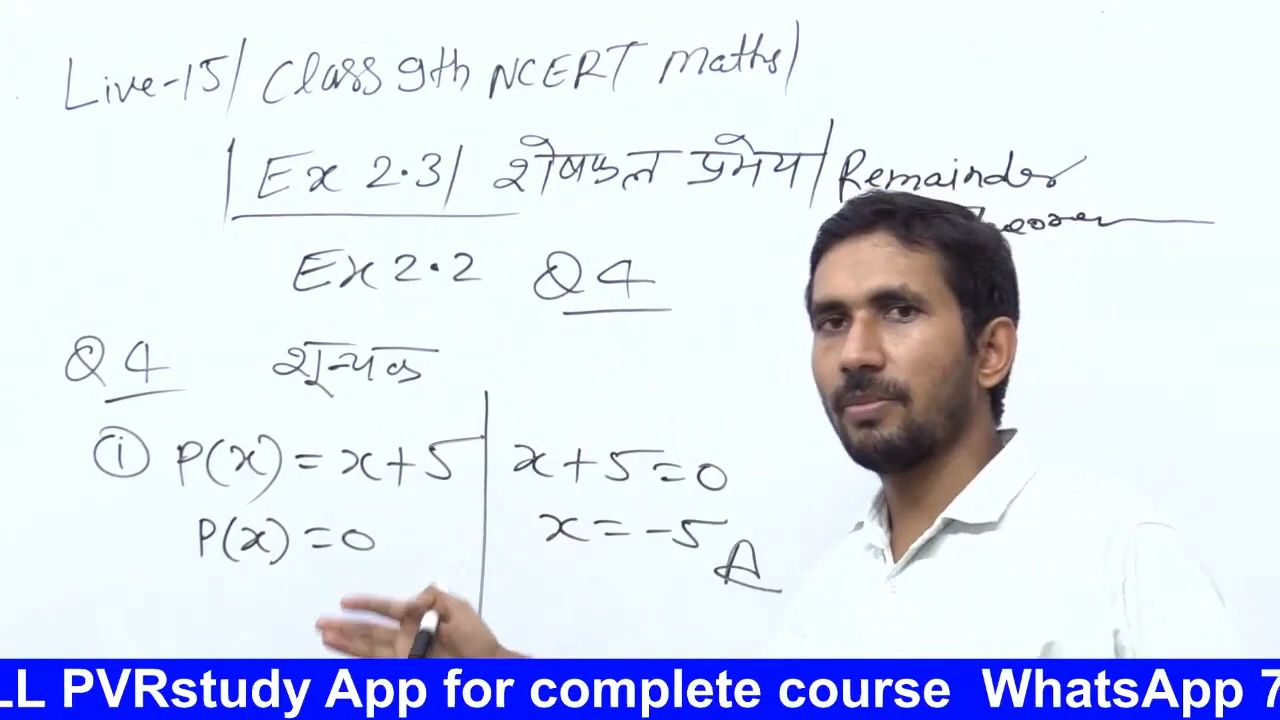 Live-15/ Class 9th NCERT Maths/
/Ex 2.3/ शेषफल प्रमेय/Remainder
Ex 2.2 Q4
Q4 शून्यक
① P(x) = x+5 x+5=0
P(x) = 0 x = -5 A
LL PVRstudy App for complete course WhatsApp 7